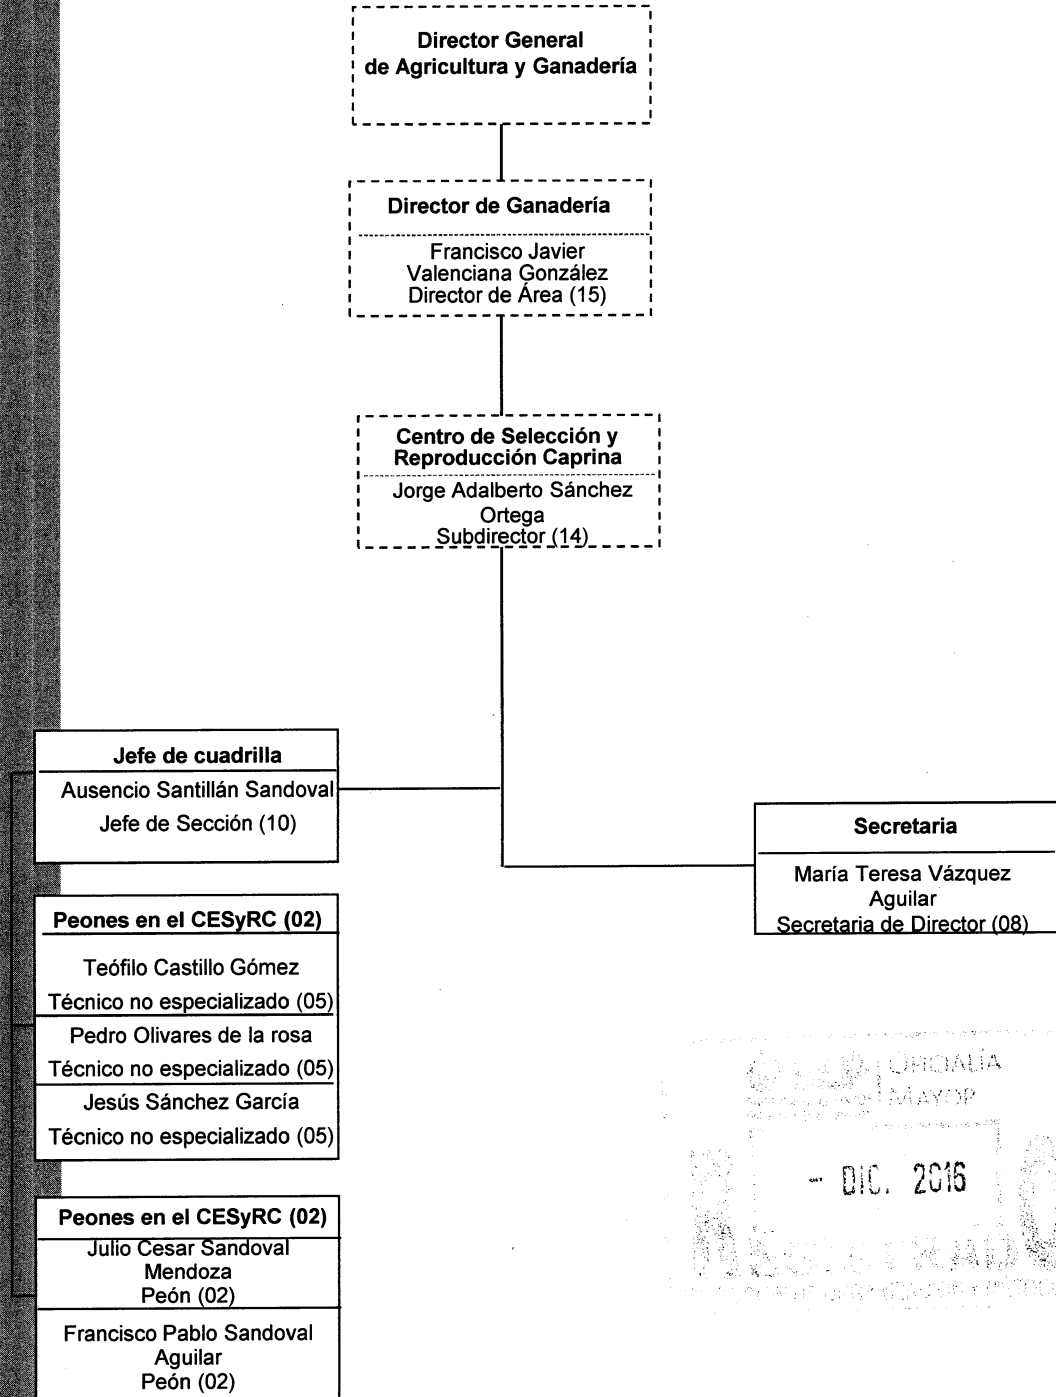 Director General
de Agricultura y Ganadería
Director de Ganadería
Francisco Javier
Valenciana González
Director de Área (15)
Centro de Selección y
Reproducción Caprina
Jorge Adalberto Sánchez
Ortega
Subdirector (14)
Jefe de cuadrilla
Ausencio Santillán Sandoval
Jefe de Sección (10)
Secretaria
María Teresa Vázquez
Aguilar
Secretaria de Director (08)
Peones en el CESyRC (02)
Teófilo Castillo Gómez
Técnico no especializado (05)
Pedro Olivares de la rosa
Técnico no especializado (05)
Jesús Sánchez García
Técnico no especializado (05)
Peones en el CESyRC (02)
Julio Cesar Sandoval
Mendoza
Peón (02)
Francisco Pablo Sandoval
Aguilar
Peón (02)
OFICIALÍA
MAYOR
- DIC. 2016